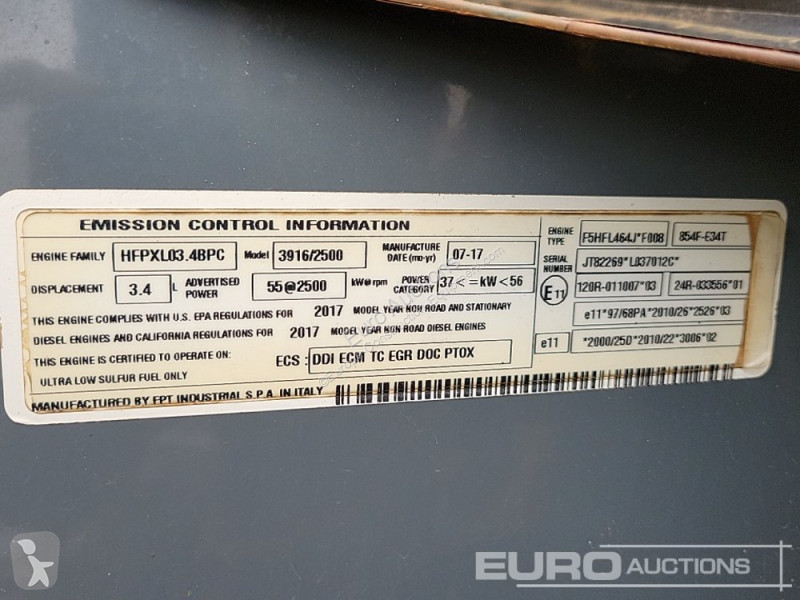 EMISSION CONTROL INFORMATION
ENGINE FAMILY HFPXL03.4BPC Model 3916/2500 MANUFACTURE DATE (mo-yr) 07-17
DISPLACEMENT 3.4 L ADVERTISED POWER 55@2500 kW@rpm POWER CATEGORY 37<=kW<56
THIS ENGINE COMPLIES WITH U.S. EPA REGULATIONS FOR 2017 MODEL YEAR NON ROAD AND STATIONARY
DIESEL ENGINES AND CALIFORNIA REGULATIONS FOR 2017 MODEL YEAR NON ROAD DIESEL ENGINES
THIS ENGINE IS CERTIFIED TO OPERATE ON:
ULTRA LOW SULFUR FUEL ONLY
ECS : DDI ECM TC EGR DOC PTOX
MANUFACTURED BY FPT INDUSTRIAL S.P.A. IN ITALY
ENGINE TYPE F5HFL464J*F008 854F-E34T
SERIAL NUMBER JT82269*L037012C*
E11 120R-011007*03 24R-033556*01
e11*97/68PA*2010/26*2526*03
e11 *2000/25D*2010/22*3006*02
Euro Auctions
EURO AUCTIONS